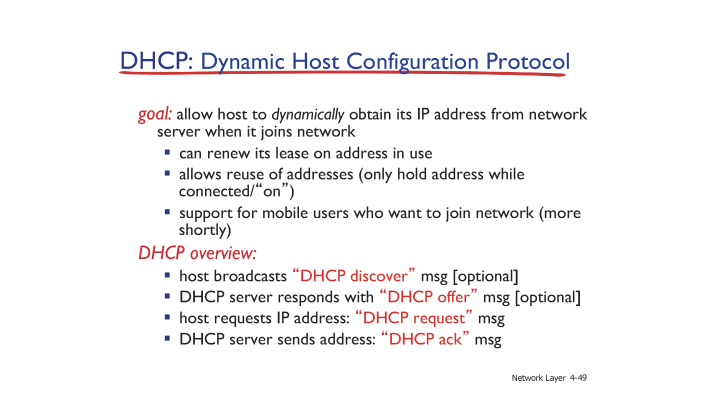 DHCP: Dynamic Host Configuration Protocol
goal: allow host to dynamically obtain its IP address from network
server when it joins network
▪ can renew its lease on address in use
▪ allows reuse of addresses (only hold address while
connected/“on”)
▪ support for mobile users who want to join network (more
shortly)
DHCP overview:
▪ host broadcasts “DHCP discover” msg [optional]
▪ DHCP server responds with “DHCP offer” msg [optional]
▪ host requests IP address: “DHCP request” msg
▪ DHCP server sends address: “DHCP ack” msg
Network Layer 4-49